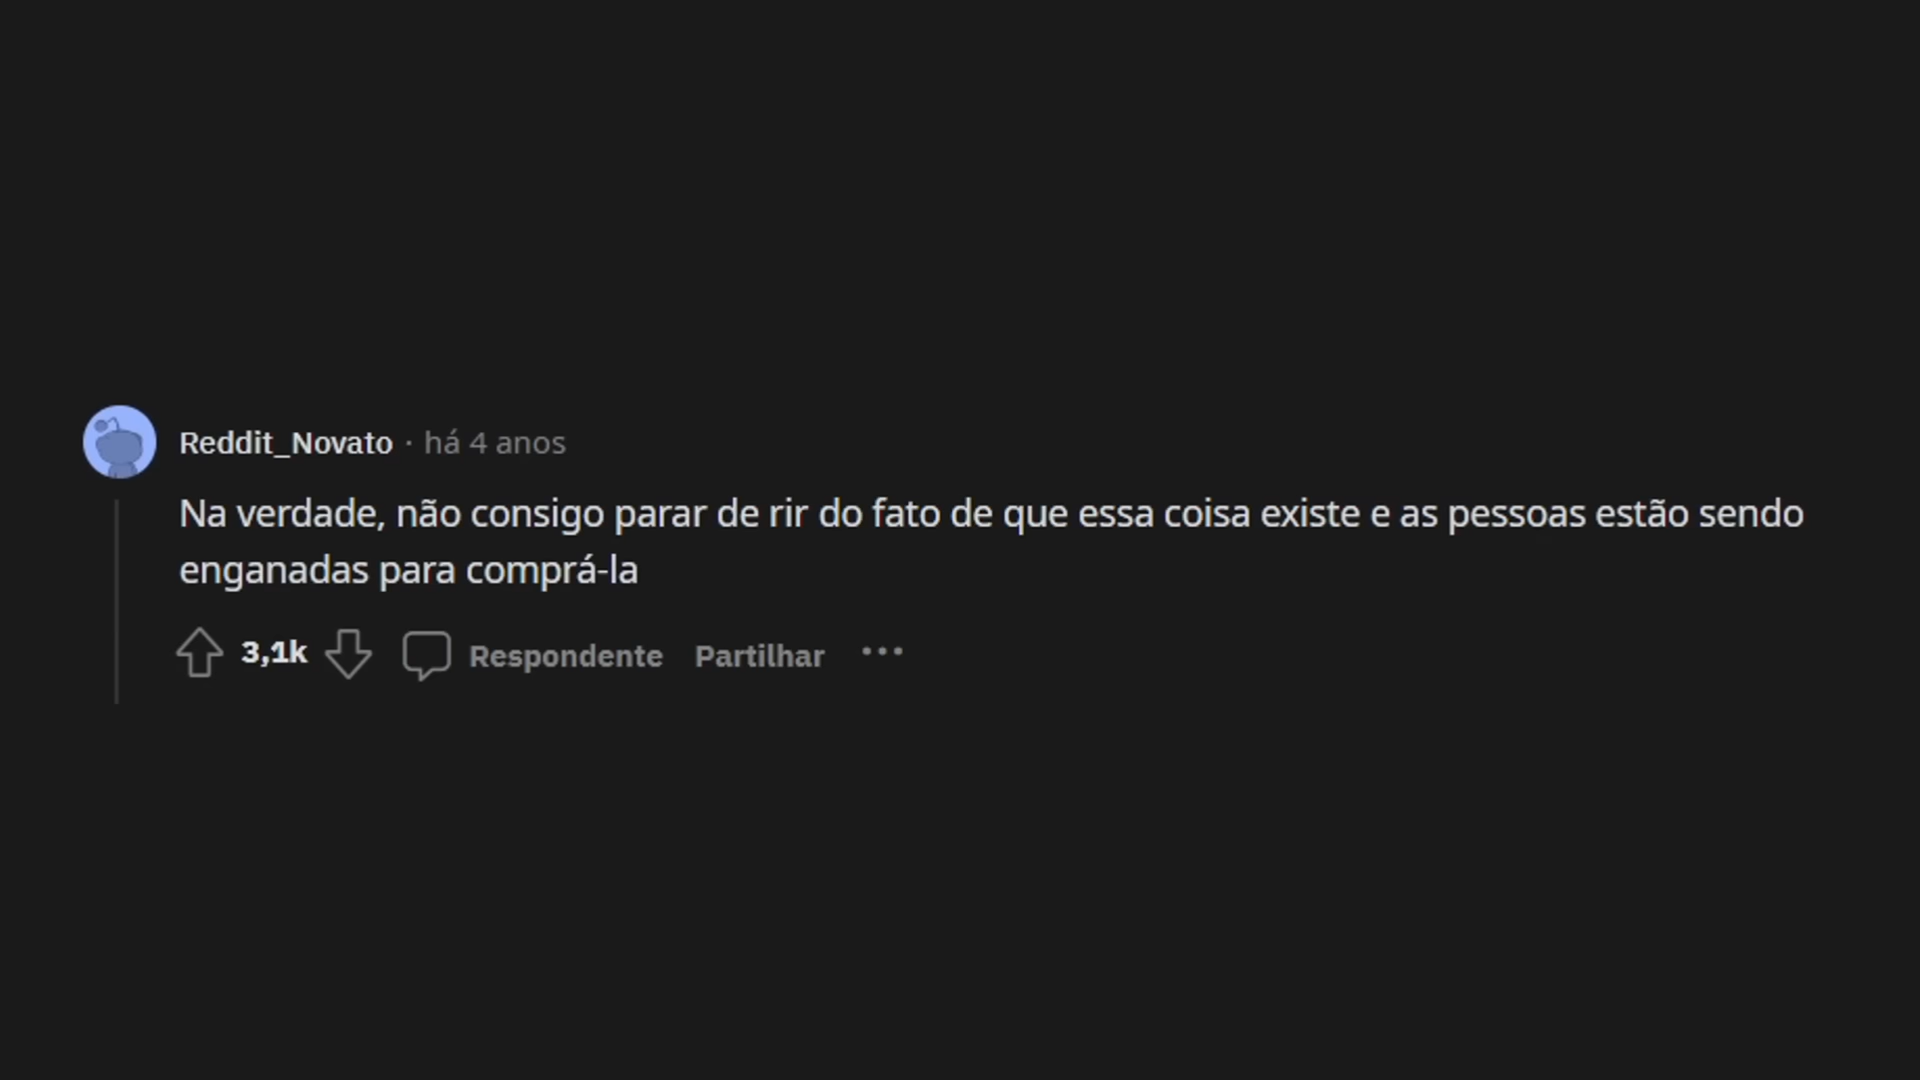 Reddit_Novato · há 4 anos
Na verdade, não consigo parar de rir do fato de que essa coisa existe e as pessoas estão sendo
enganadas para comprá-la
3,1k Respondente Partilhar ...